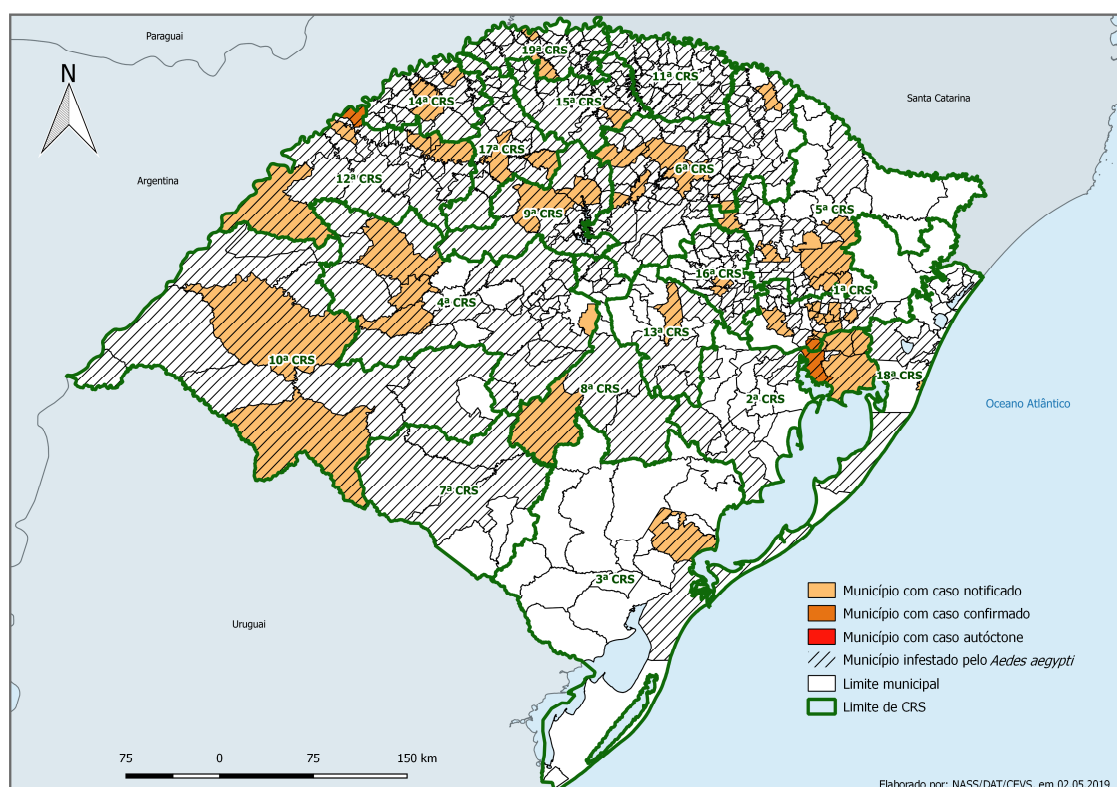 Paraguai
N
Santa Catarina
Argentina
19ª CRS
11ª CRS
14ª CRS
15ª CRS
17ª CRS
6ª CRS
12ª CRS
9ª CRS
5ª CRS
16ª CRS
1ª CRS
4ª CRS
13ª CRS
10ª CRS
18ª CRS
8ª CRS
2ª CRS
Oceano Atlântico
7ª CRS
3ª CRS
Uruguai
Município com caso notificado
Município com caso confirmado
Município com caso autóctone
Município infestado pelo Aedes aegypti
Limite municipal
Limite de CRS
75 0 75 150 km
Elaborado por: NASS/DAT/CEVS, em 02.05.2019